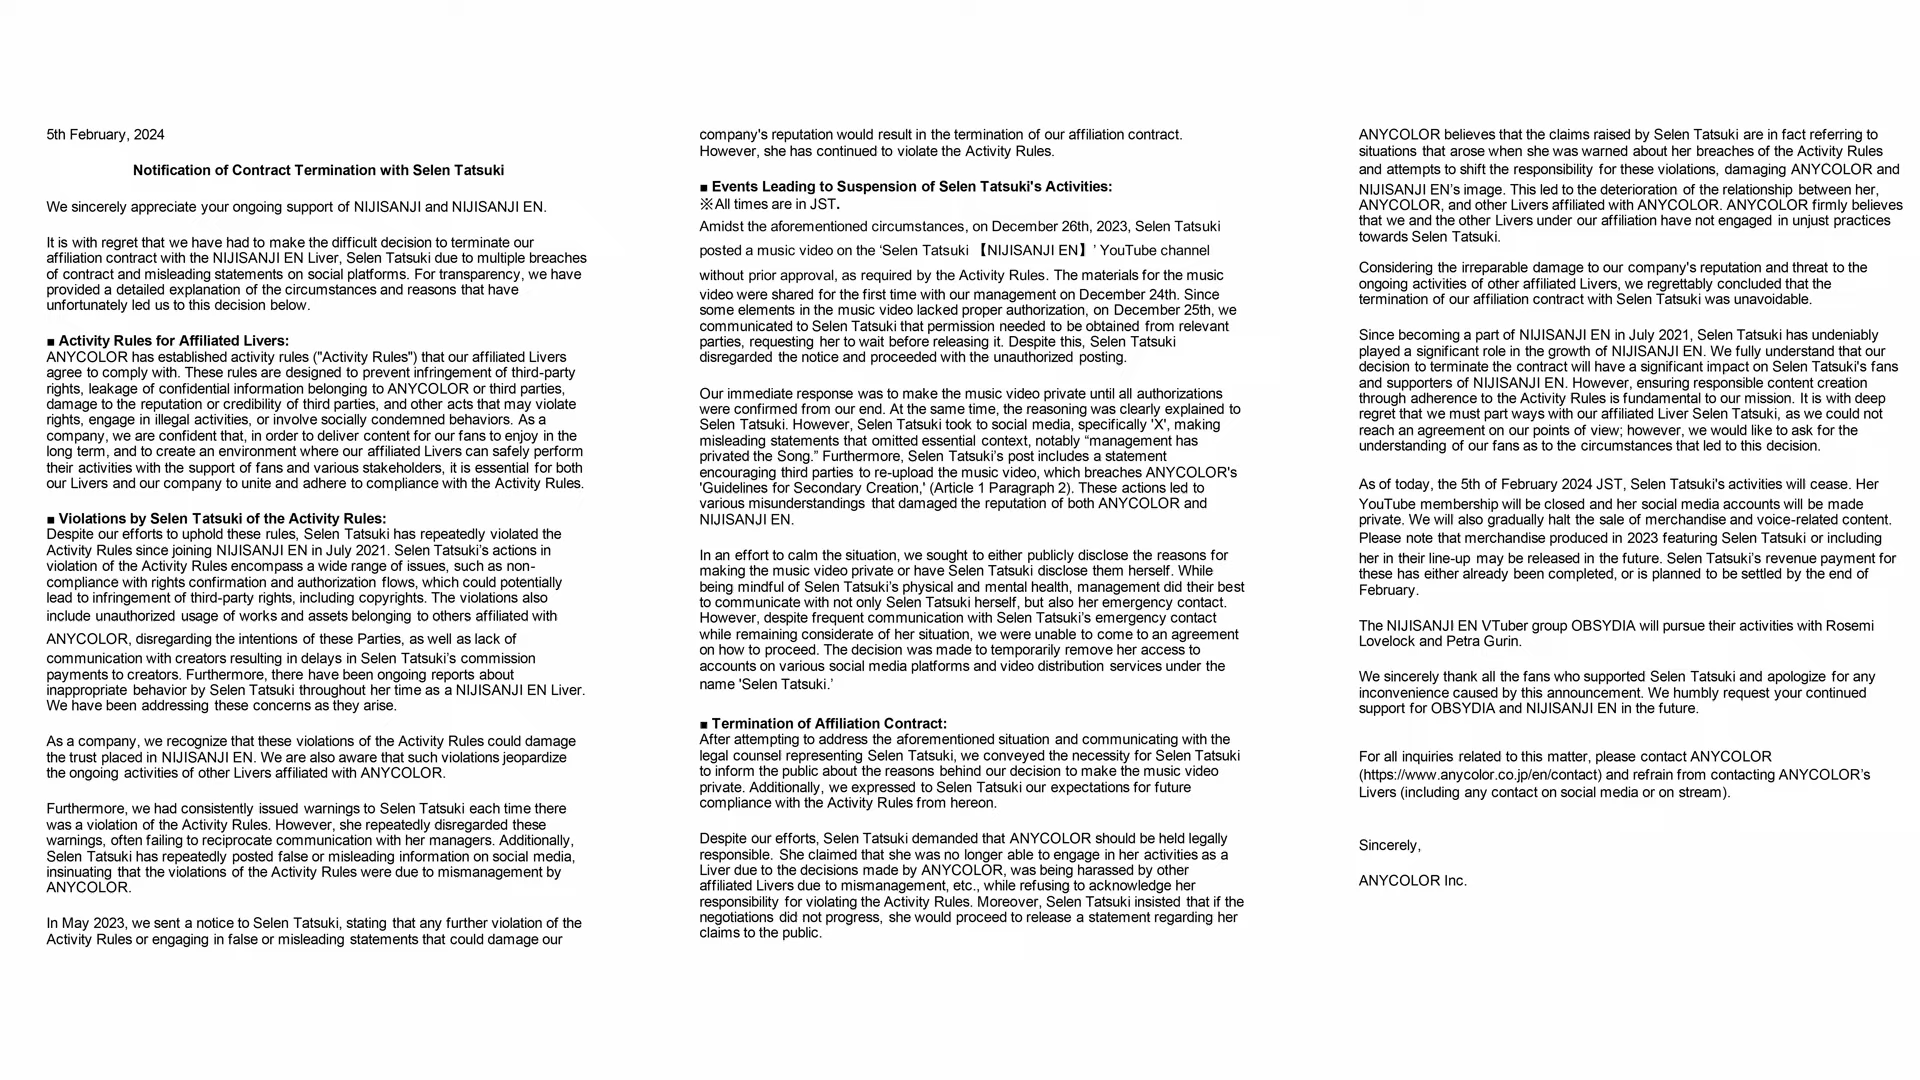 5th February, 2024
Notification of Contract Termination with Selen Tatsuki
We sincerely appreciate your ongoing support of NIJISANJI and NIJISANJI EN.
It is with regret that we have had to make the difficult decision to terminate our
affiliation contract with the NIJISANJI EN Liver, Selen Tatsuki due to multiple breaches
of contract and misleading statements on social platforms. For transparency, we have
provided a detailed explanation of the circumstances and reasons that have
unfortunately led us to this decision below.
■ Activity Rules for Affiliated Livers:
ANYCOLOR has established activity rules ("Activity Rules") that our affiliated Livers
agree to comply with. These rules are designed to prevent infringement of third-party
rights, leakage of confidential information belonging to ANYCOLOR or third parties,
damage to the reputation or credibility of third parties, and other acts that may violate
rights, engage in illegal activities, or involve socially condemned behaviors. As a
company, we are confident that, in order to deliver content for our fans to enjoy in the
long term, and to create an environment where our affiliated Livers can safely perform
their activities with the support of fans and various stakeholders, it is essential for both
our Livers and our company to unite and adhere to compliance with the Activity Rules.
■ Violations by Selen Tatsuki of the Activity Rules:
Despite our efforts to uphold these rules, Selen Tatsuki has repeatedly violated the
Activity Rules since joining NIJISANJI EN in July 2021. Selen Tatsuki’s actions in
violation of the Activity Rules encompass a wide range of issues, such as non-
compliance with rights confirmation and authorization flows, which could potentially
lead to infringement of third-party rights, including copyrights. The violations also
include unauthorized usage of works and assets belonging to others affiliated with
ANYCOLOR, disregarding the intentions of these Parties, as well as lack of
communication with creators resulting in delays in Selen Tatsuki’s commission
payments to creators. Furthermore, there have been ongoing reports about
inappropriate behavior by Selen Tatsuki throughout her time as a NIJISANJI EN Liver.
We have been addressing these concerns as they arise.
As a company, we recognize that these violations of the Activity Rules could damage
the trust placed in NIJISANJI EN. We are also aware that such violations jeopardize
the ongoing activities of other Livers affiliated with ANYCOLOR.
Furthermore, we had consistently issued warnings to Selen Tatsuki each time there
was a violation of the Activity Rules. However, she repeatedly disregarded these
warnings, often failing to reciprocate communication with her managers. Additionally,
Selen Tatsuki has repeatedly posted false or misleading information on social media,
insinuating that the violations of the Activity Rules were due to mismanagement by
ANYCOLOR.
In May 2023, we sent a notice to Selen Tatsuki, stating that any further violation of the
Activity Rules or engaging in false or misleading statements that could damage our
company's reputation would result in the termination of our affiliation contract.
However, she has continued to violate the Activity Rules.
■ Events Leading to Suspension of Selen Tatsuki's Activities:
※All times are in JST.
Amidst the aforementioned circumstances, on December 26th, 2023, Selen Tatsuki
posted a music video on the ‘Selen Tatsuki 【NIJISANJI EN】’ YouTube channel
without prior approval, as required by the Activity Rules. The materials for the music
video were shared for the first time with our management on December 24th. Since
some elements in the music video lacked proper authorization, on December 25th, we
communicated to Selen Tatsuki that permission needed to be obtained from relevant
parties, requesting her to wait before releasing it. Despite this, Selen Tatsuki
disregarded the notice and proceeded with the unauthorized posting.
Our immediate response was to make the music video private until all authorizations
were confirmed from our end. At the same time, the reasoning was clearly explained to
Selen Tatsuki. However, Selen Tatsuki took to social media, specifically 'X', making
misleading statements that omitted essential context, notably “management has
privated the Song.” Furthermore, Selen Tatsuki’s post includes a statement
encouraging third parties to re-upload the music video, which breaches ANYCOLOR's
'Guidelines for Secondary Creation,' (Article 1 Paragraph 2). These actions led to
various misunderstandings that damaged the reputation of both ANYCOLOR and
NIJISANJI EN.
In an effort to calm the situation, we sought to either publicly disclose the reasons for
making the music video private or have Selen Tatsuki disclose them herself. While
being mindful of Selen Tatsuki’s physical and mental health, management did their best
to communicate with not only Selen Tatsuki herself, but also her emergency contact.
However, despite frequent communication with Selen Tatsuki’s emergency contact
while remaining considerate of her situation, we were unable to come to an agreement
on how to proceed. The decision was made to temporarily remove her access to
accounts on various social media platforms and video distribution services under the
name 'Selen Tatsuki.’
■ Termination of Affiliation Contract:
After attempting to address the aforementioned situation and communicating with the
legal counsel representing Selen Tatsuki, we conveyed the necessity for Selen Tatsuki
to inform the public about the reasons behind our decision to make the music video
private. Additionally, we expressed to Selen Tatsuki our expectations for future
compliance with the Activity Rules from hereon.
Despite our efforts, Selen Tatsuki demanded that ANYCOLOR should be held legally
responsible. She claimed that she was no longer able to engage in her activities as a
Liver due to the decisions made by ANYCOLOR, was being harassed by other
affiliated Livers due to mismanagement, etc., while refusing to acknowledge her
responsibility for violating the Activity Rules. Moreover, Selen Tatsuki insisted that if the
negotiations did not progress, she would proceed to release a statement regarding her
claims to the public.
ANYCOLOR believes that the claims raised by Selen Tatsuki are in fact referring to
situations that arose when she was warned about her breaches of the Activity Rules
and attempts to shift the responsibility for these violations, damaging ANYCOLOR and
NIJISANJI EN’s image. This led to the deterioration of the relationship between her,
ANYCOLOR, and other Livers affiliated with ANYCOLOR. ANYCOLOR firmly believes
that we and the other Livers under our affiliation have not engaged in unjust practices
towards Selen Tatsuki.
Considering the irreparable damage to our company's reputation and threat to the
ongoing activities of other affiliated Livers, we regrettably concluded that the
termination of our affiliation contract with Selen Tatsuki was unavoidable.
Since becoming a part of NIJISANJI EN in July 2021, Selen Tatsuki has undeniably
played a significant role in the growth of NIJISANJI EN. We fully understand that our
decision to terminate the contract will have a significant impact on Selen Tatsuki's fans
and supporters of NIJISANJI EN. However, ensuring responsible content creation
through adherence to the Activity Rules is fundamental to our mission. It is with deep
regret that we must part ways with our affiliated Liver Selen Tatsuki, as we could not
reach an agreement on our points of view; however, we would like to ask for the
understanding of our fans as to the circumstances that led to this decision.
As of today, the 5th of February 2024 JST, Selen Tatsuki's activities will cease. Her
YouTube membership will be closed and her social media accounts will be made
private. We will also gradually halt the sale of merchandise and voice-related content.
Please note that merchandise produced in 2023 featuring Selen Tatsuki or including
her in their line-up may be released in the future. Selen Tatsuki’s revenue payment for
these has either already been completed, or is planned to be settled by the end of
February.
The NIJISANJI EN VTuber group OBSYDIA will pursue their activities with Rosemi
Lovelock and Petra Gurin.
We sincerely thank all the fans who supported Selen Tatsuki and apologize for any
inconvenience caused by this announcement. We humbly request your continued
support for OBSYDIA and NIJISANJI EN in the future.
For all inquiries related to this matter, please contact ANYCOLOR
(https://www.anycolor.co.jp/en/contact) and refrain from contacting ANYCOLOR’s
Livers (including any contact on social media or on stream).
Sincerely,
ANYCOLOR Inc.